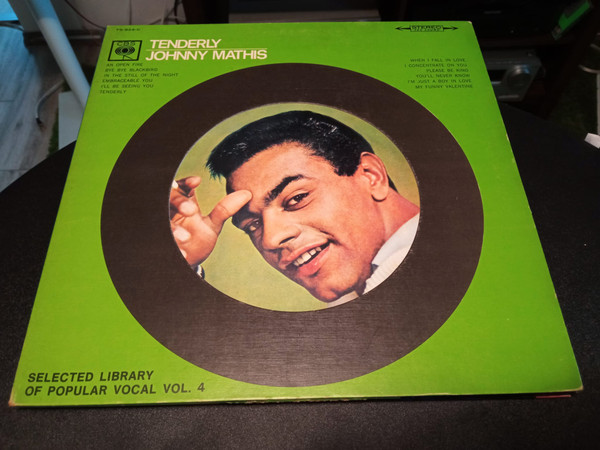 CBS
TENDERLY
JOHNNY MATHIS
STEREO
AN OPEN FIRE
BYE BYE BLACKBIRD
IN THE STILL OF THE NIGHT
EMBRACEABLE YOU
I'LL BE SEEING YOU
TENDERLY
WHEN I FALL IN LOVE
I CONCENTRATE ON YOU
PLEASE BE KIND
YOU'LL NEVER KNOW
I'M JUST A BOY IN LOVE
MY FUNNY VALENTINE
SELECTED LIBRARY
OF POPULAR VOCAL VOL. 4